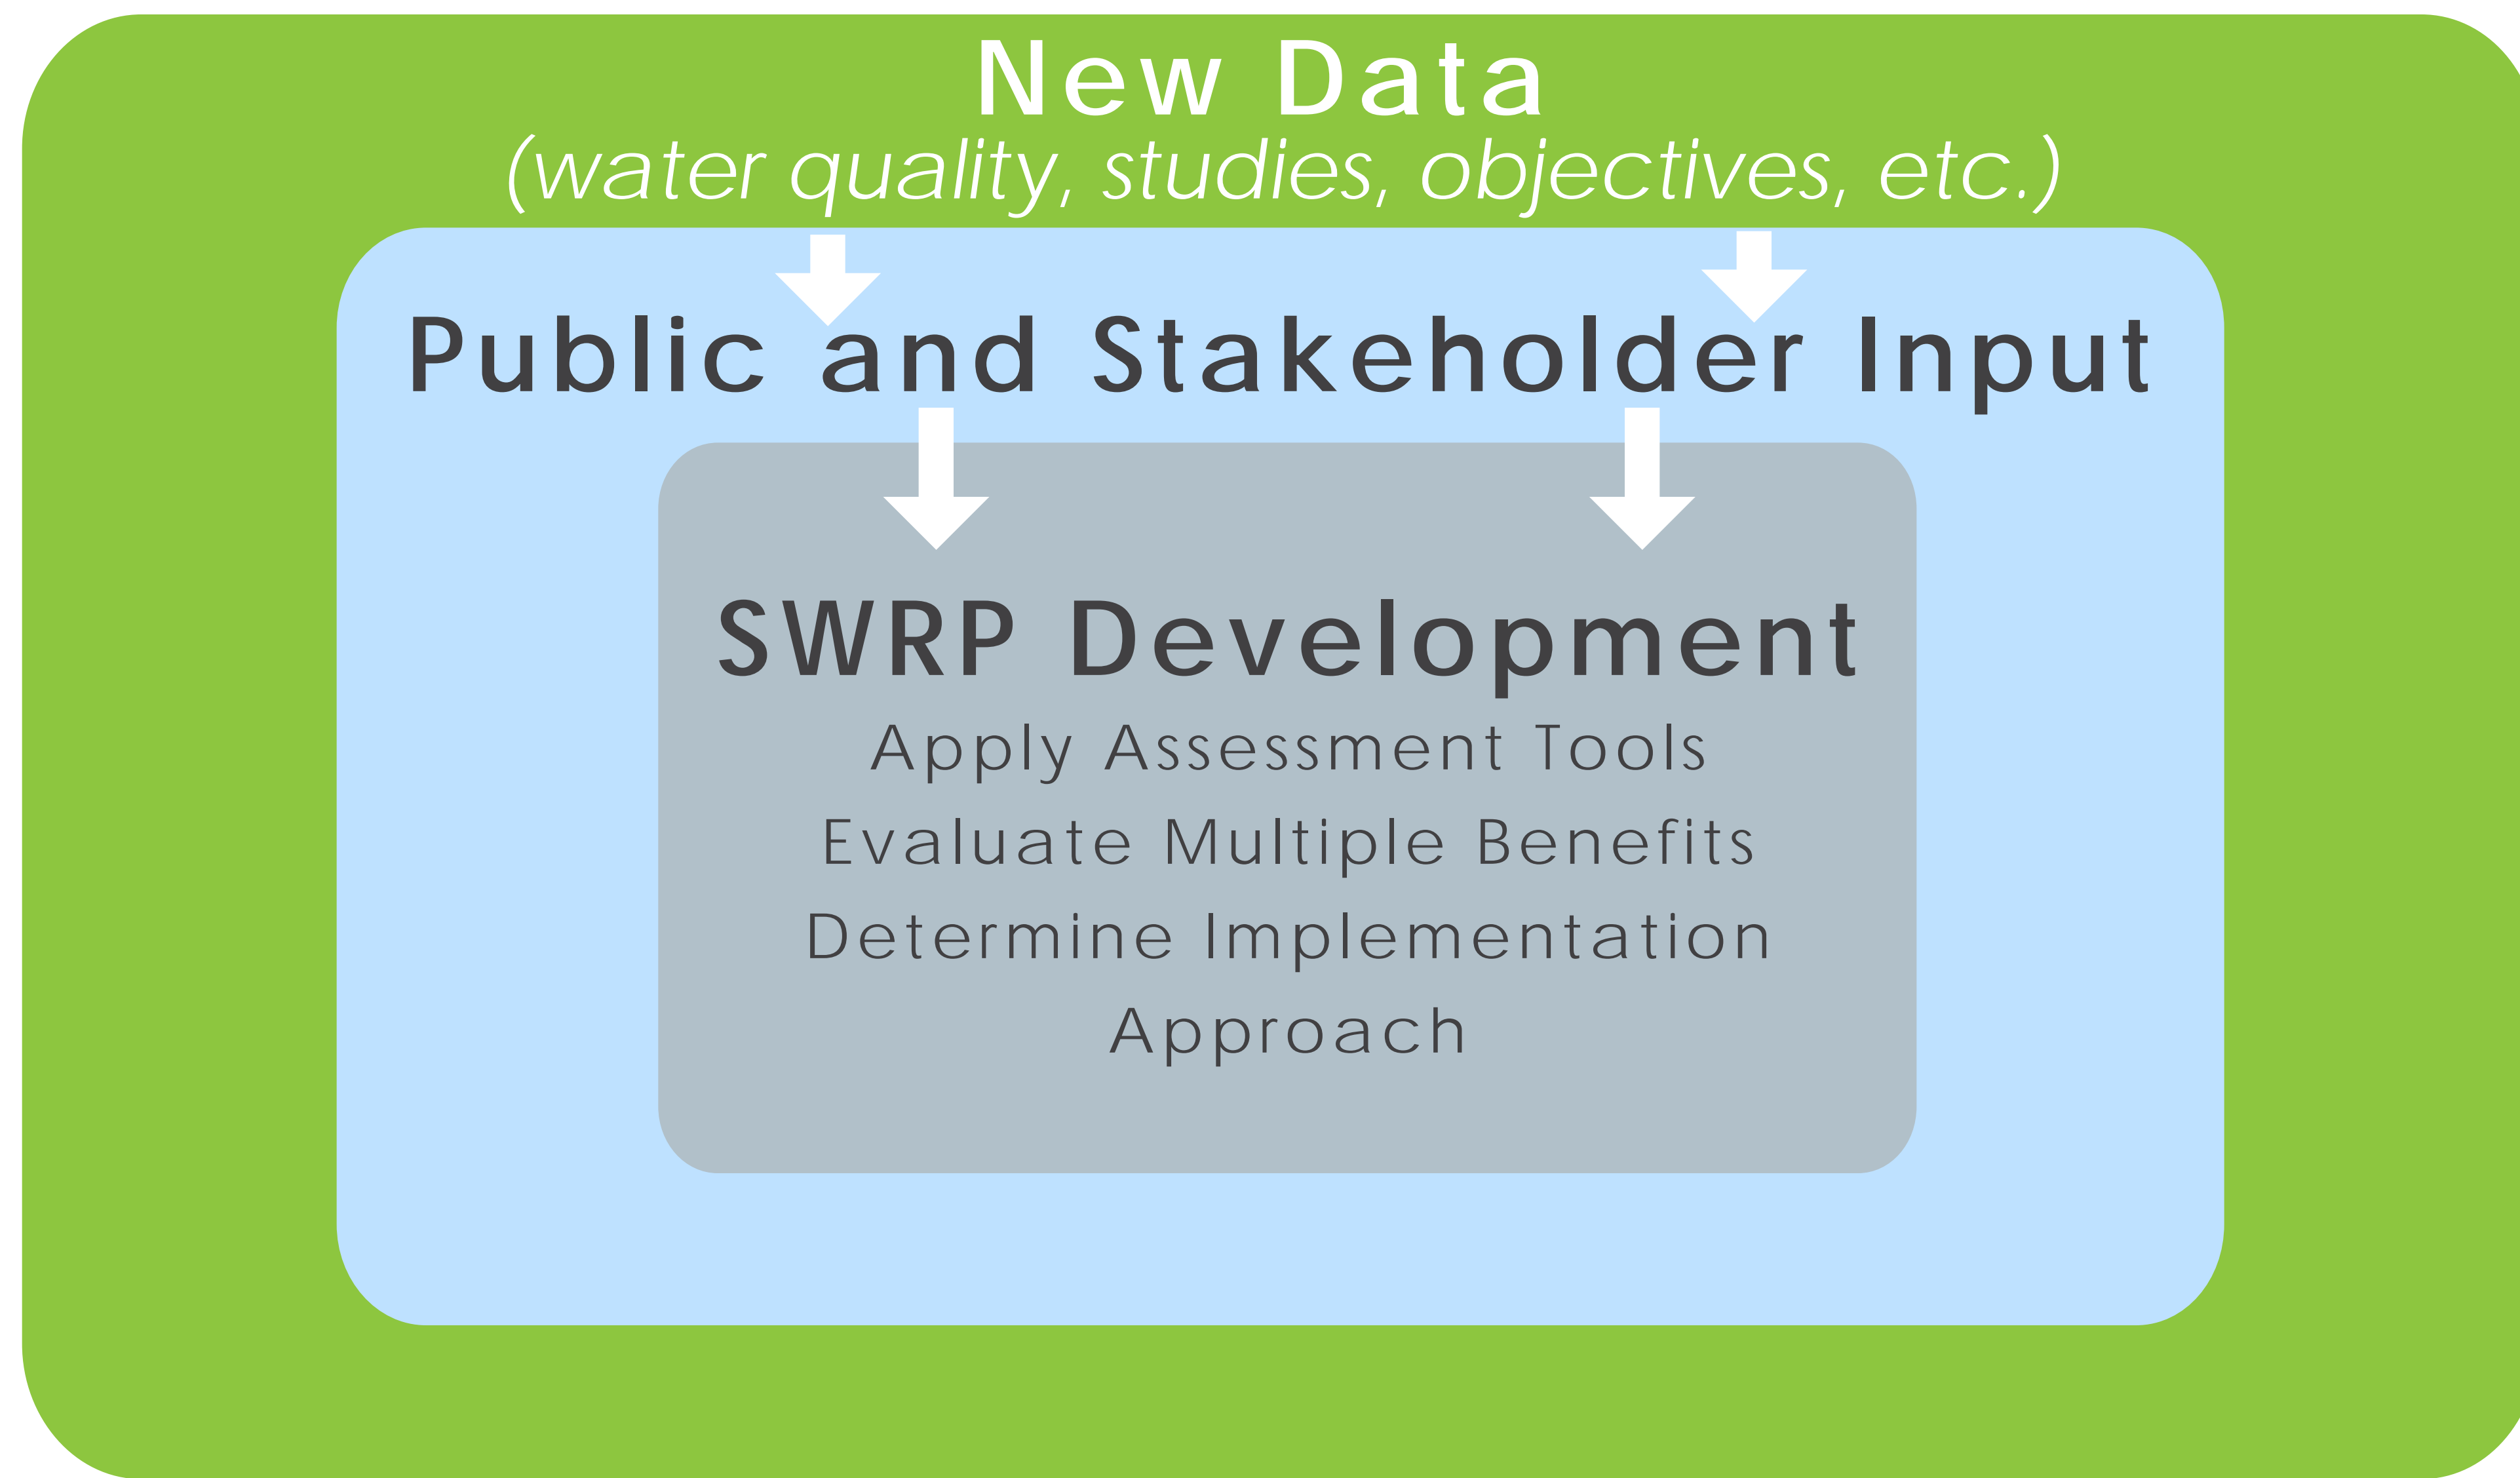 New Data
(water quality, studies, objectives, etc.)
Public and Stakeholder Input
SWRP Development
Apply Assessment Tools
Evaluate Multiple Benefits
Determine Implementation
Approach